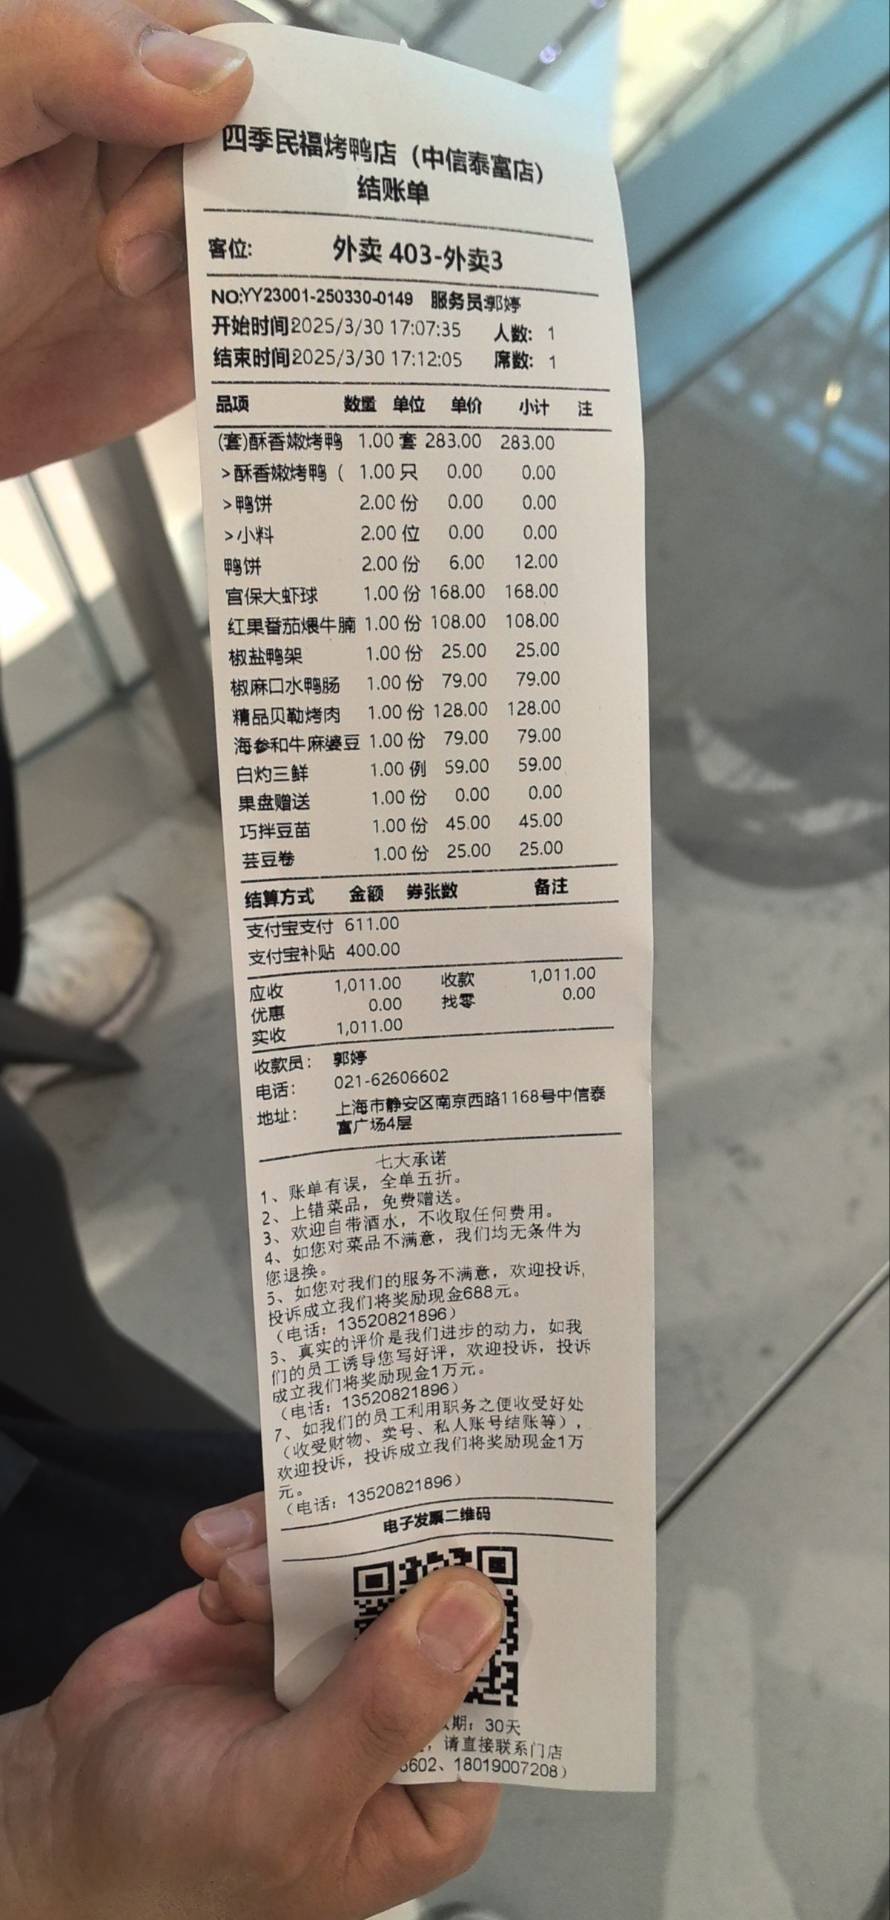 四季民福烤鸭店（中信泰富店）
结账单
客位: 外卖 403-外卖3
NO:YY23001-250330-0149 服务员郭婷
开始时间2025/3/30 17:07:35 人数: 1
结束时间2025/3/30 17:12:05 席数: 1
品项 数量 单位 单价 小计 注
(套)酥香嫩烤鸭 1.00 套 283.00 283.00
>酥香嫩烤鸭（ 1.00 只 0.00 0.00
>鸭饼 2.00 份 0.00 0.00
>小料 2.00 位 0.00 0.00
鸭饼 2.00 份 6.00 12.00
宫保大虾球 1.00 份 168.00 168.00
红果番茄煨牛腩 1.00 份 108.00 108.00
椒盐鸭架 1.00 份 25.00 25.00
椒麻口水鸭肠 1.00 份 79.00 79.00
精品贝勒烤肉 1.00 份 128.00 128.00
海参和牛麻婆豆 1.00 份 79.00 79.00
白灼三鲜 1.00 例 59.00 59.00
果盘赠送 1.00 份 0.00 0.00
巧拌豆苗 1.00 份 45.00 45.00
芸豆卷 1.00 份 25.00 25.00
结算方式 金额 券张数 备注
支付宝支付 611.00
支付宝补贴 400.00
应收 1,011.00 收款 1,011.00
优惠 0.00 找零 0.00
实收 1,011.00
收款员: 郭婷
电话: 021-62606602
地址: 上海市静安区南京西路1168号中信泰
富广场4层
七大承诺
1、账单有误，全单五折。
2、上错菜品，免费赠送。
3、欢迎自带酒水，不收取任何费用。
4、如您对菜品不满意，我们均无条件为
您退换。
5、如您对我们的服务不满意，欢迎投诉,
投诉成立我们将奖励现金688元。
（电话：13520821896）
6、真实的评价是我们进步的动力，如我
们的员工诱导您写好评，欢迎投诉，投诉
成立我们将奖励现金1万元。
（电话：13520821896）
7、如我们的员工利用职务之便收受好处
（收受财物、卖号、私人账号结账等），
欢迎投诉，投诉成立我们将奖励现金1万
元。
（电话：13520821896）
电子发票二维码
期：30天
，请直接联系门店
6602、18019007208）